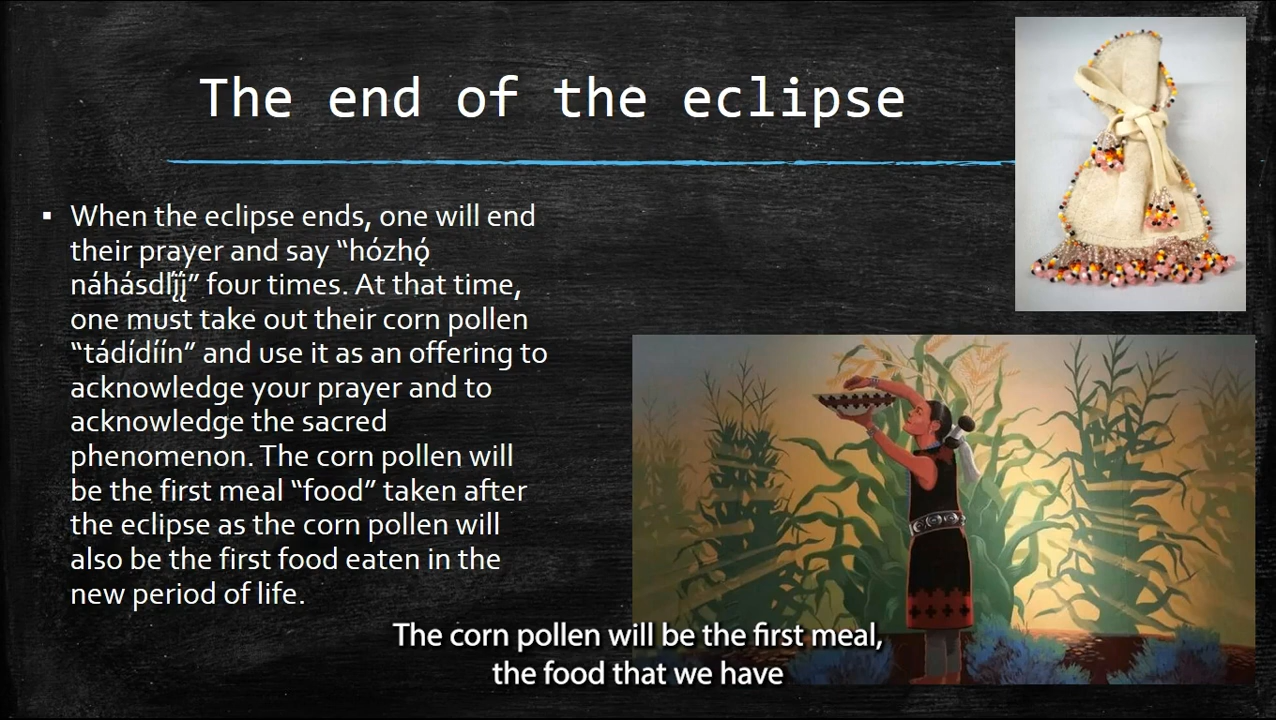 The end of the eclipse
▪ When the eclipse ends, one will end
their prayer and say “hózhǫ́
náhásdlį́į́” four times. At that time,
one must take out their corn pollen
“tádídíín” and use it as an offering to
acknowledge your prayer and to
acknowledge the sacred
phenomenon. The corn pollen will
be the first meal “food” taken after
the eclipse as the corn pollen will
also be the first food eaten in the
new period of life.
The corn pollen will be the first meal,
the food that we have